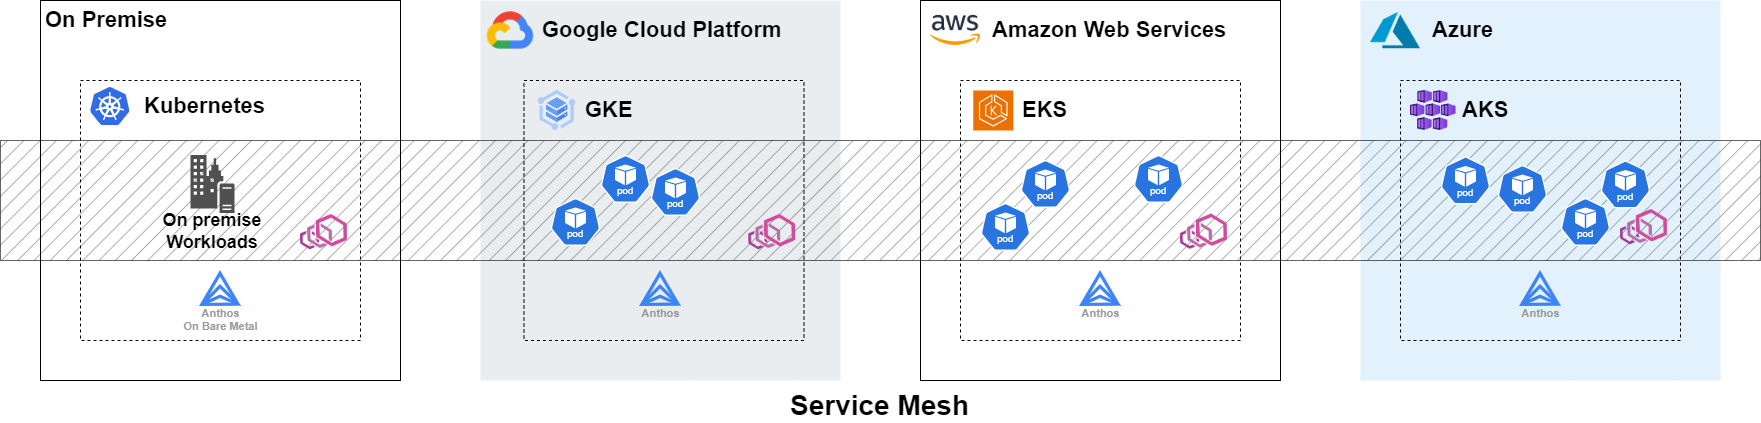 On Premise
Kubernetes
On premise
Workloads
Anthos
On Bare Metal
Google Cloud Platform
GKE
pod
pod
pod
Anthos
aws
Amazon Web Services
EKS
K
pod
pod
pod
Anthos
Azure
AKS
pod
pod
pod
pod
Anthos
Service Mesh